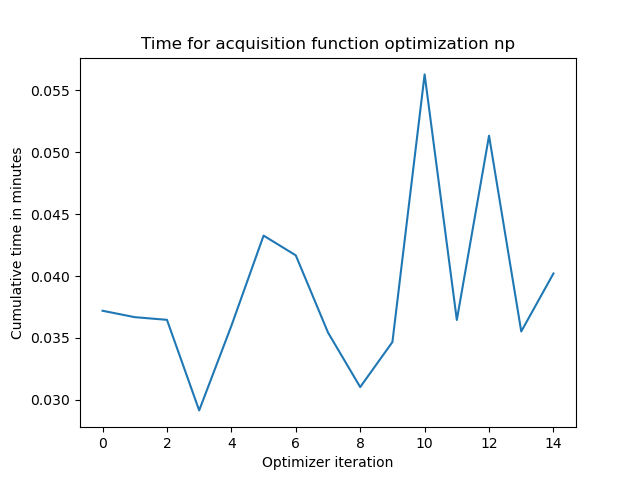 Time for acquisition function optimization np
Cumulative time in minutes
0.055
0.050
0.045
0.040
0.035
0.030
0 2 4 6 8 10 12 14
Optimizer iteration